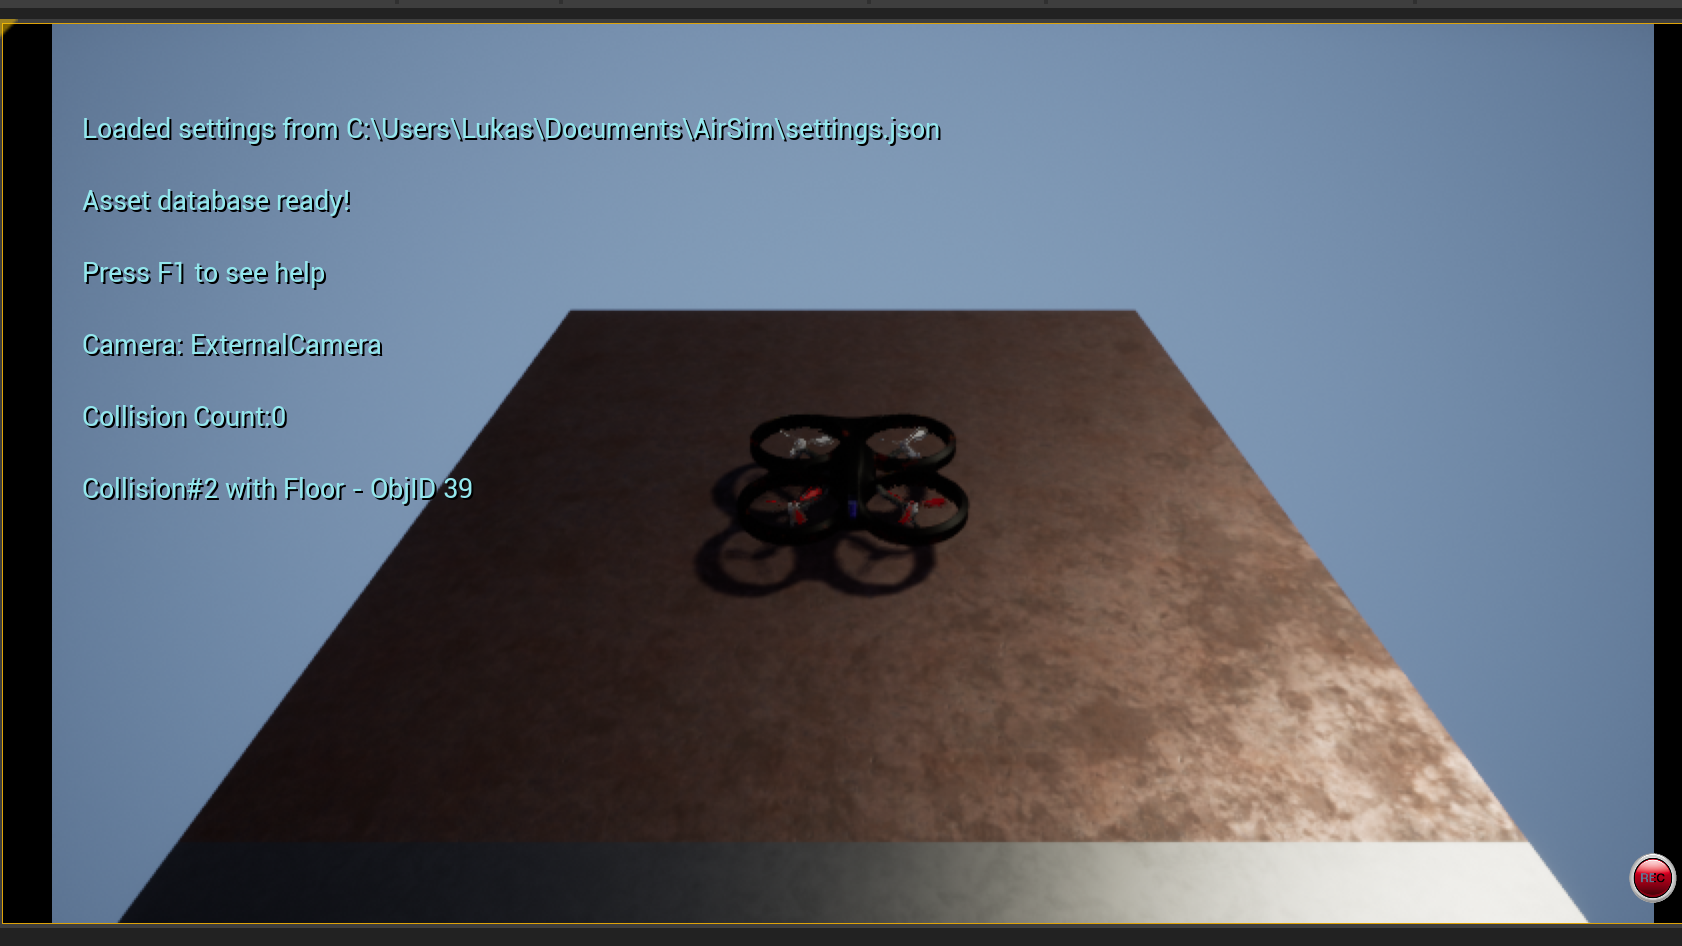 Loaded settings from C:\Users\Lukas\Documents\AirSim\settings.json
Asset database ready!
Press F1 to see help
Camera: ExternalCamera
Collision Count:0
Collision#2 with Floor - ObjID 39
REC